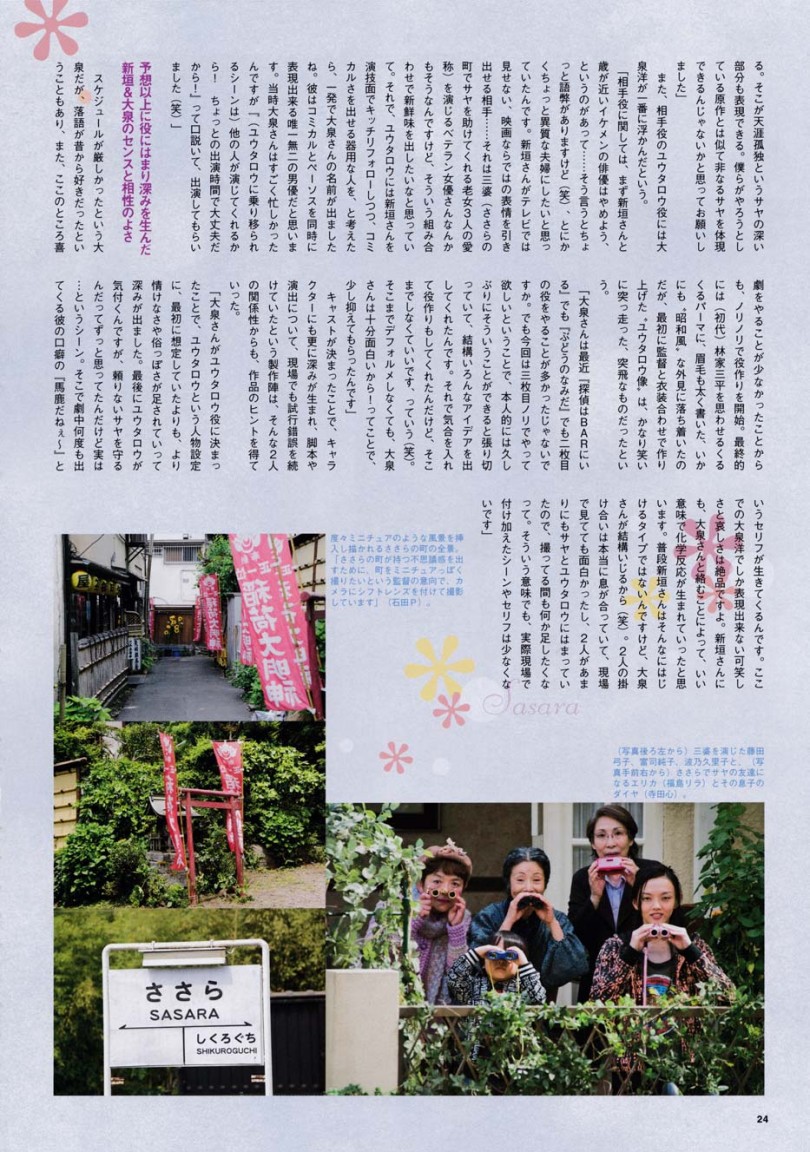 る。そこが天涯孤独というサヤの深い
部分も表現できる。僕らがやろうとし
ている原作とは似て非なるサヤを体現
できるんじゃないかと思ってお願いし
ました」
また、相手役のユウタロウ役には大
泉洋が一番に浮かんだという。
「相手役に関しては、まず新垣さんと
歳が近いイケメンの俳優はやめよう、
というのがあって……そう言うとちょ
っと語弊がありますけど（笑）、とにか
くちょっと異質な夫婦にしたいと思っ
ていたんです。新垣さんがテレビでは
見せない、映画ならではの表情を引き
出せる相手……それは三婆（ささらの
町でサヤを助けてくれる老女3人の愛
称）を演じるベテラン女優さんなんか
もそうなんですけど、そういう組み合
わせで新鮮味を出したいなと思ってい
て。それで、ユウタロウには新垣さんを
演技面でキッチリフォローしつつ、コミ
カルさを出せる器用な人を、と考えた
ら、一発で大泉さんの名前が出ました
ね。彼はコミカルとペーソスを同時に
表現出来る唯一無二の男優だと思いま
す。当時大泉さんはすごく忙しかった
んですが『（ユウタロウに乗り移られ
るシーンは）他の人が演じてくれるか
ら！　ちょっとの出演時間で大丈夫だ
から！』って口説いて、出演してもらい
ました（笑）」
予想以上に役にはまり深みを生んだ
新垣＆大泉のセンスと相性のよさ
スケジュールが厳しかったという大
泉だが、落語が昔から好きだったとい
うこともあり、また、ここのところ喜
劇をやることが少なかったことから
も、ノリノリで役作りを開始。最終的
には（初代）林家三平を思わせるくる
くるパーマに、眉毛も太く書いた、いか
にも〝昭和風〟な外見に落ち着いたの
だが、最初に監督と衣装合わせで作り
上げた〝ユウタロウ像〟は、かなり笑い
に突っ走った、突飛なものだったとい
う。
「大泉さんは最近『探偵はBARにい
る』でも『ぶどうのなみだ』でも二枚目
の役をやることが多かったじゃないで
すか。でも今回は三枚目ノリでやって
欲しいということで、本人的には久し
ぶりにそういうことができると張り切
っていて、結構いろんなアイデアを出
してくれたんです。それで気合を入れ
て役作りもしてくれたんだけど、そこ
までしなくていいです、っていう（笑）。
そこまでデフォルメしなくても、大泉
さんは十分面白いから！ってことで、
少し抑えてもらったんです」
キャストが決まったことで、キャラ
クターにも更に深みが生まれ、脚本や
演出について、現場でも試行錯誤を続
けていたという製作陣は、そんな2人
の関係性からも、作品のヒントを得て
いった。
「大泉さんがユウタロウ役に決まっ
たことで、ユウタロウという人物設定
に、最初に想定していたよりも、より
情けなさや俗っぽさが足されていって
深みが出ました。最後にユウタロウが
気付くんですが、頼りないサヤを守る
んだってずっと思ってたんだけど実は
…というシーン。そこで劇中何度も出
てくる彼の口癖の『馬鹿だねぇ〜』と
いうセリフが生きてくるんです。ここ
での大泉洋でしか表現出来ない可笑し
さと哀しさは絶品ですよ。新垣さんに
も、大泉さんと絡むことによって、いい
意味で化学反応が生まれていったと思
います。普段新垣さんはそんなにはじ
けるタイプではないんですけど、大泉
さんが結構いじるから（笑）。2人の掛
け合いは本当に息が合っていて、現場
で見てても面白かったし、2人があま
りにもサヤとユウタロウにはまってい
たので、撮ってる間も何か足したくな
って。そういう意味でも、実際現場で
付け加えたシーンやセリフは少なくな
いです」
度々ミニチュアのような風景を挿
入し描かれるささらの町の全景。
「ささらの町が持つ不思議感を出
すために、町をミニチュアっぽく
撮りたいという監督の意向で、カ
メラにシフトレンズを付けて撮影
しています」（石田P）。
Sasara
（写真後ろ左から）三婆を演じた藤田
弓子、富司純子、波乃久里子と、（写
真手前右から）ささらでサヤの友達に
なるエリカ（福島リラ）とその息子の
ダイヤ（寺田心）。
稲荷大明神
ささら
SASARA
しくろぐち
SHIKUROGUCHI
24